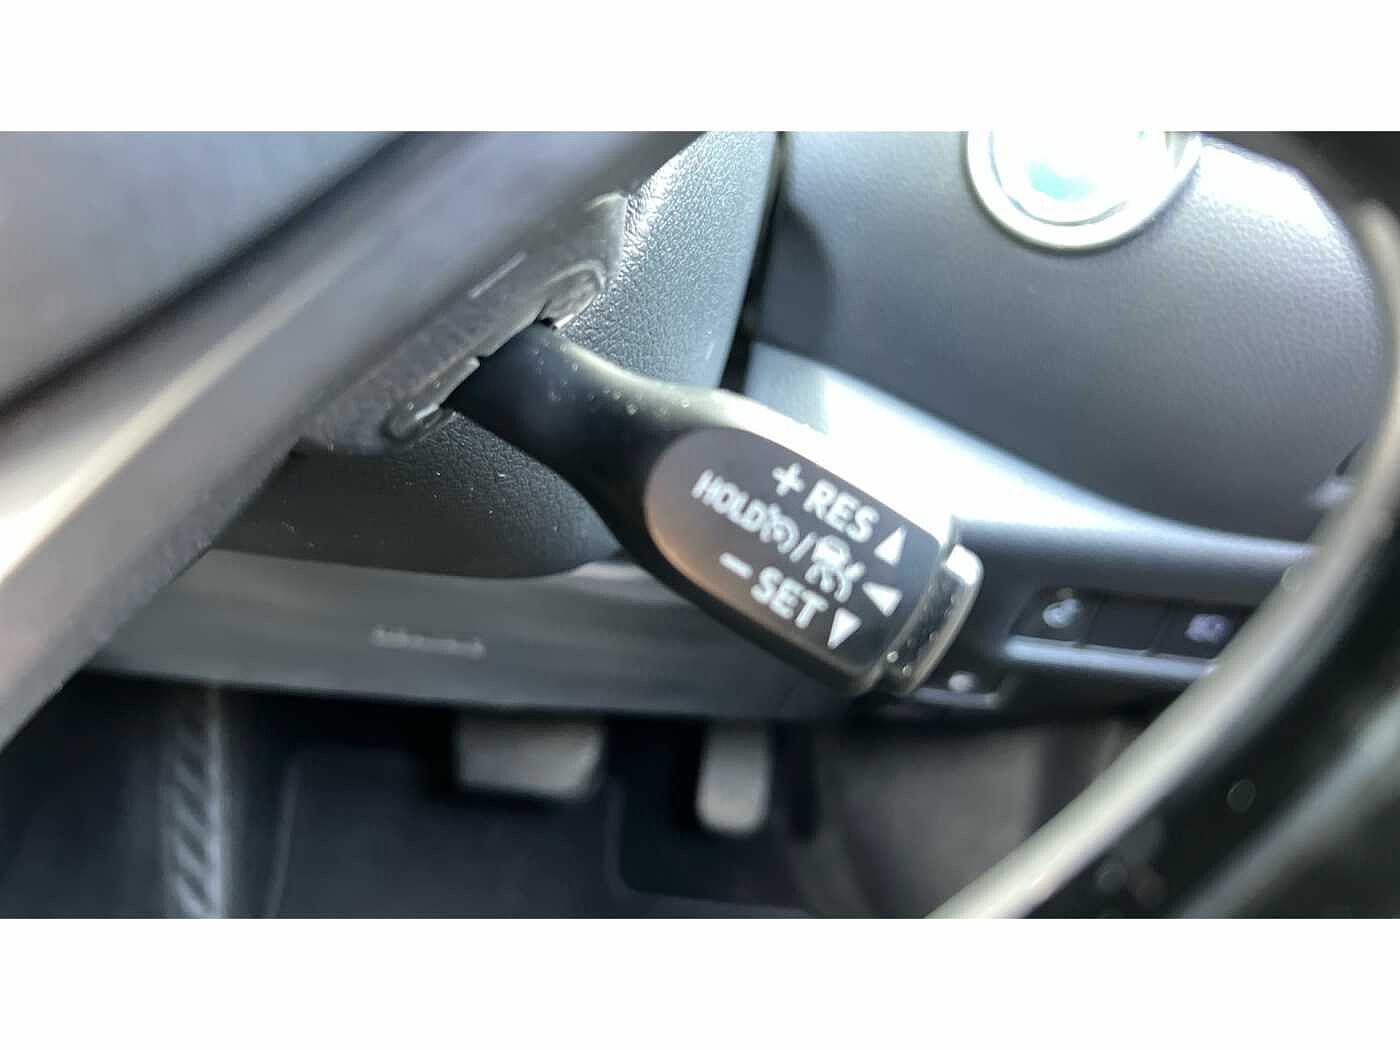 + RES ▲
HOLD / ◄
− SET ▼